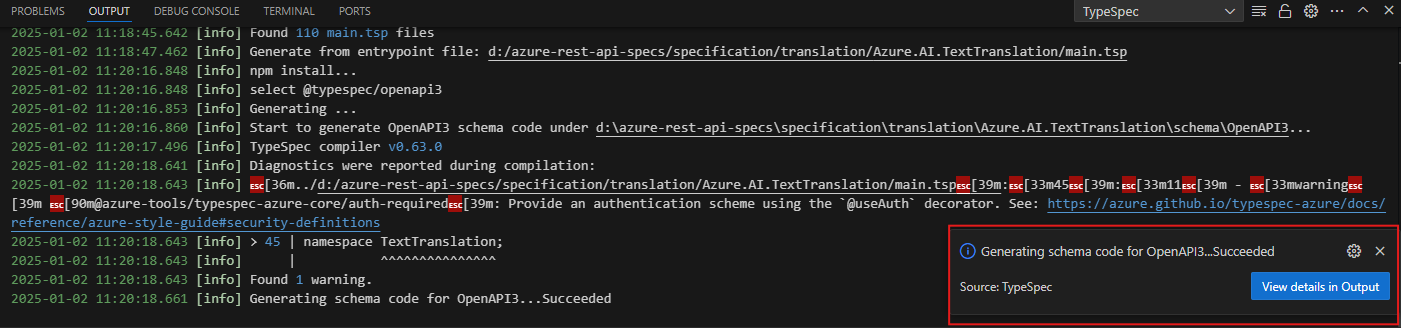 PROBLEMS OUTPUT DEBUG CONSOLE TERMINAL PORTS TypeSpec
2025-01-02 11:18:45.642 [info] Found 110 main.tsp files
2025-01-02 11:18:47.462 [info] Generate from entrypoint file: d:/azure-rest-api-specs/specification/translation/Azure.AI.TextTranslation/main.tsp
2025-01-02 11:20:16.848 [info] npm install...
2025-01-02 11:20:16.848 [info] select @typespec/openapi3
2025-01-02 11:20:16.853 [info] Generating ...
2025-01-02 11:20:16.860 [info] Start to generate OpenAPI3 schema code under d:\azure-rest-api-specs\specification\translation\Azure.AI.TextTranslation\schema\OpenAPI3...
2025-01-02 11:20:17.496 [info] TypeSpec compiler v0.63.0
2025-01-02 11:20:18.641 [info] Diagnostics were reported during compilation:
2025-01-02 11:20:18.643 [info] ESC[36m../d:/azure-rest-api-specs/specification/translation/Azure.AI.TextTranslation/main.tspESC[39m:ESC[33m45ESC[39m:ESC[33m11ESC[39m - ESC[33mwarningESC
[39m ESC[90m@azure-tools/typespec-azure-core/auth-requiredESC[39m: Provide an authentication scheme using the `@useAuth` decorator. See: https://azure.github.io/typespec-azure/docs/
reference/azure-style-guide#security-definitions
2025-01-02 11:20:18.643 [info] > 45 | namespace TextTranslation;
2025-01-02 11:20:18.643 [info]      |           ^^^^^^^^^^^^^^^
2025-01-02 11:20:18.643 [info] Found 1 warning.
2025-01-02 11:20:18.661 [info] Generating schema code for OpenAPI3...Succeeded
Generating schema code for OpenAPI3...Succeeded
Source: TypeSpec
View details in Output